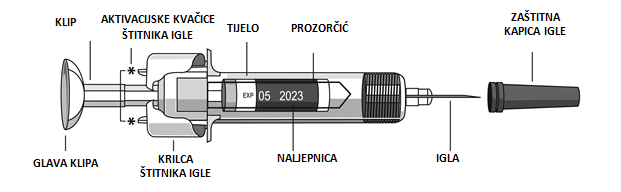 KLIP
AKTIVACIJSKE KVAČICE
ŠTITNIKA IGLE
TIJELO
PROZORČIĆ
ZAŠTITNA
KAPICA IGLE
*
EXP 05 2023
*
GLAVA KLIPA
KRILCA
ŠTITNIKA IGLE
NALJEPNICA
IGLA